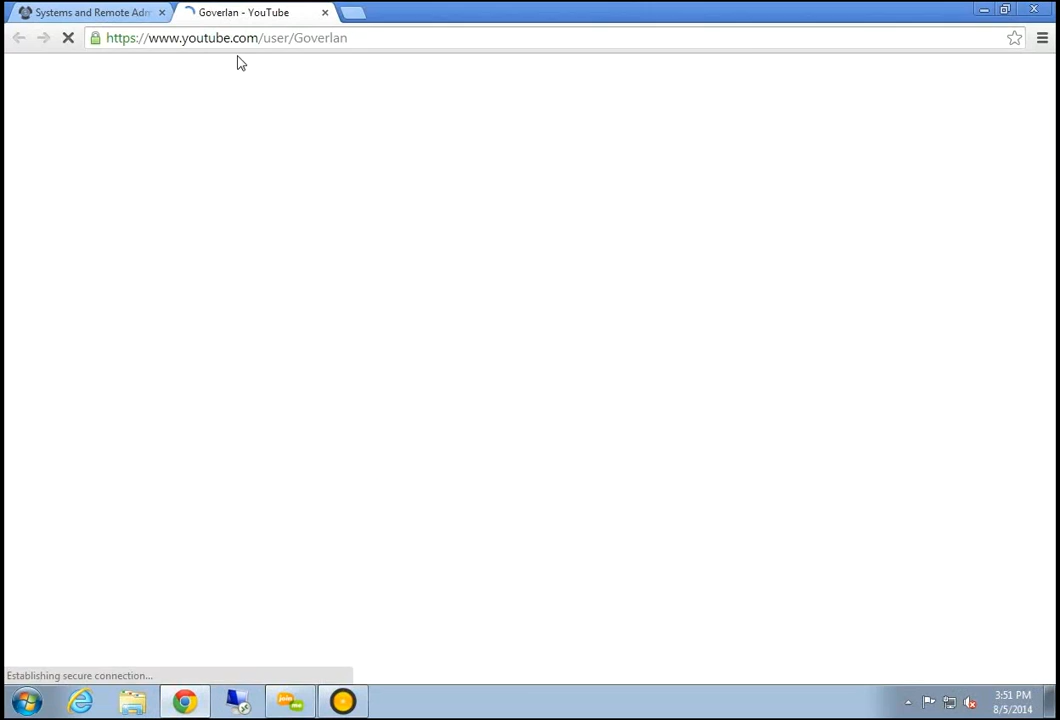 Systems and Remote Adm
Goverlan - YouTube
https://www.youtube.com/user/Goverlan
Establishing secure connection...
3:51 PM
8/5/2014